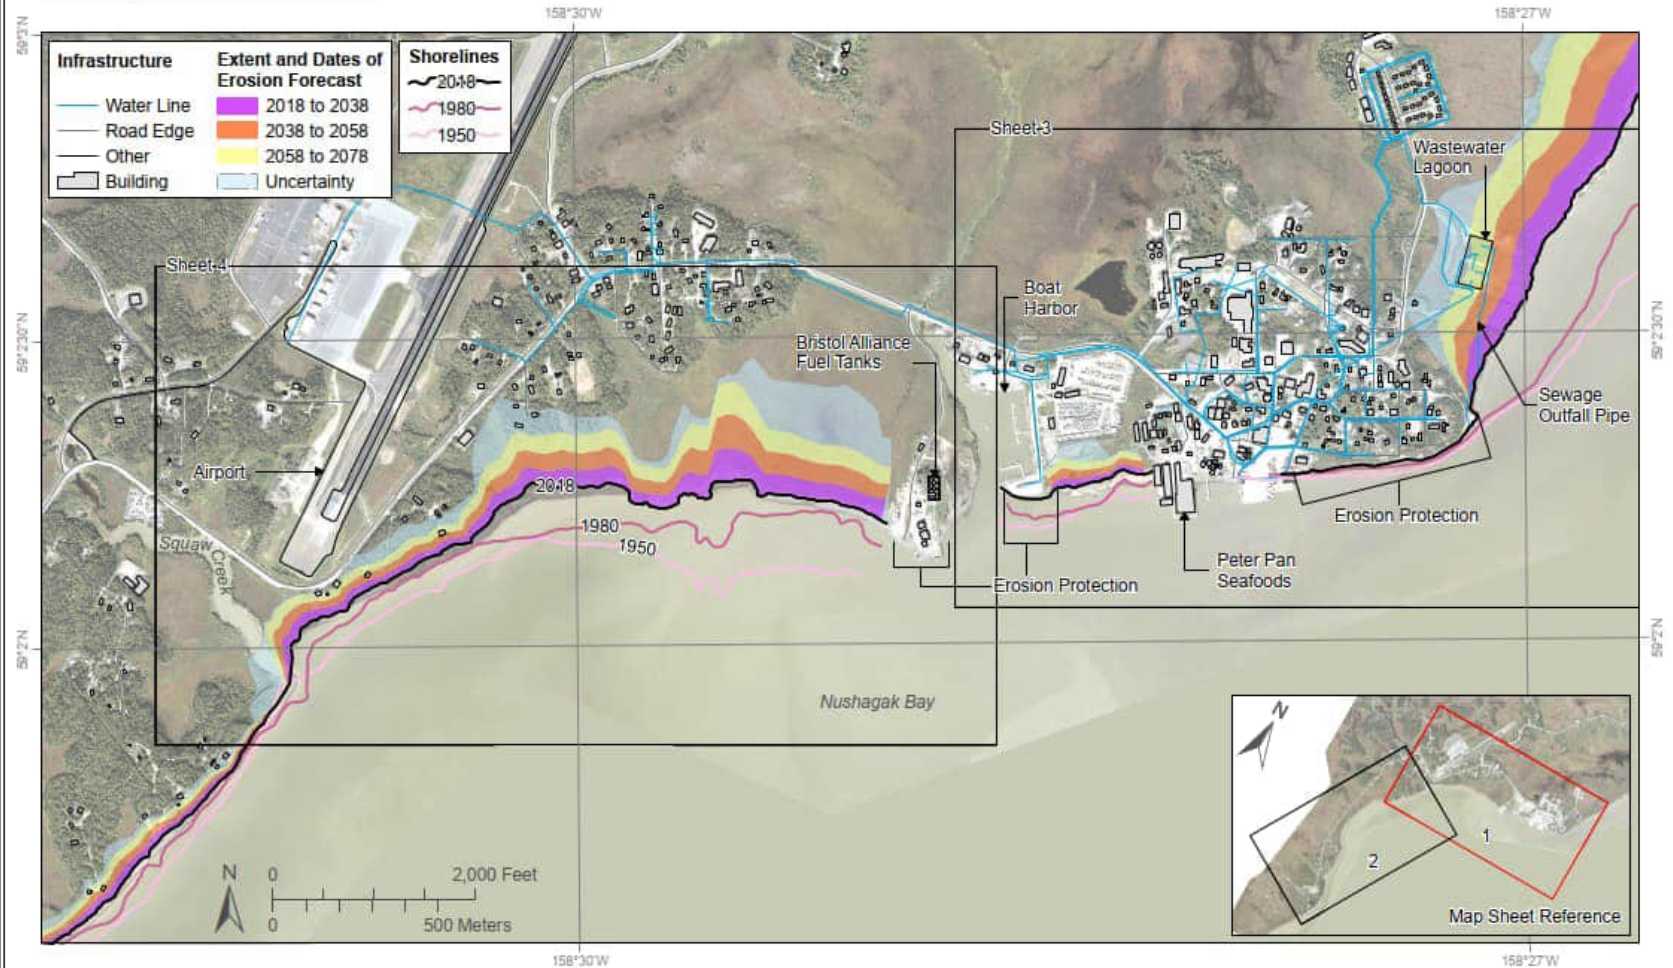 158°30'W
158°27'W
59°3'N
Infrastructure
Water Line
Road Edge
Other
Building
Extent and Dates of
Erosion Forecast
2018 to 2038
2038 to 2058
2058 to 2078
Uncertainty
Shorelines
2018
1980
1950
Sheet 3
Wastewater
Lagoon
Sheet 4
Boat
Harbor
59°2'30"N
59°2'30"N
Bristol Alliance
Fuel Tanks
Sewage
Outfall Pipe
Airport
2018
1980
1950
Squaw Creek
Erosion Protection
Peter Pan
Seafoods
Erosion Protection
59°2'N
59°2'N
Nushagak Bay
N
0
2,000 Feet
0
500 Meters
N
1
2
Map Sheet Reference
158°30'W
158°27'W